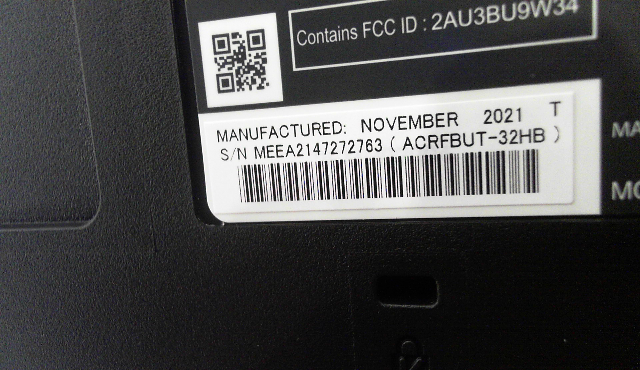 Contains FCC ID : 2AU3BU9W34
MANUFACTURED: NOVEMBER 2021 T
S/N MEEA2147272763 ( ACRFBUT-32HB )